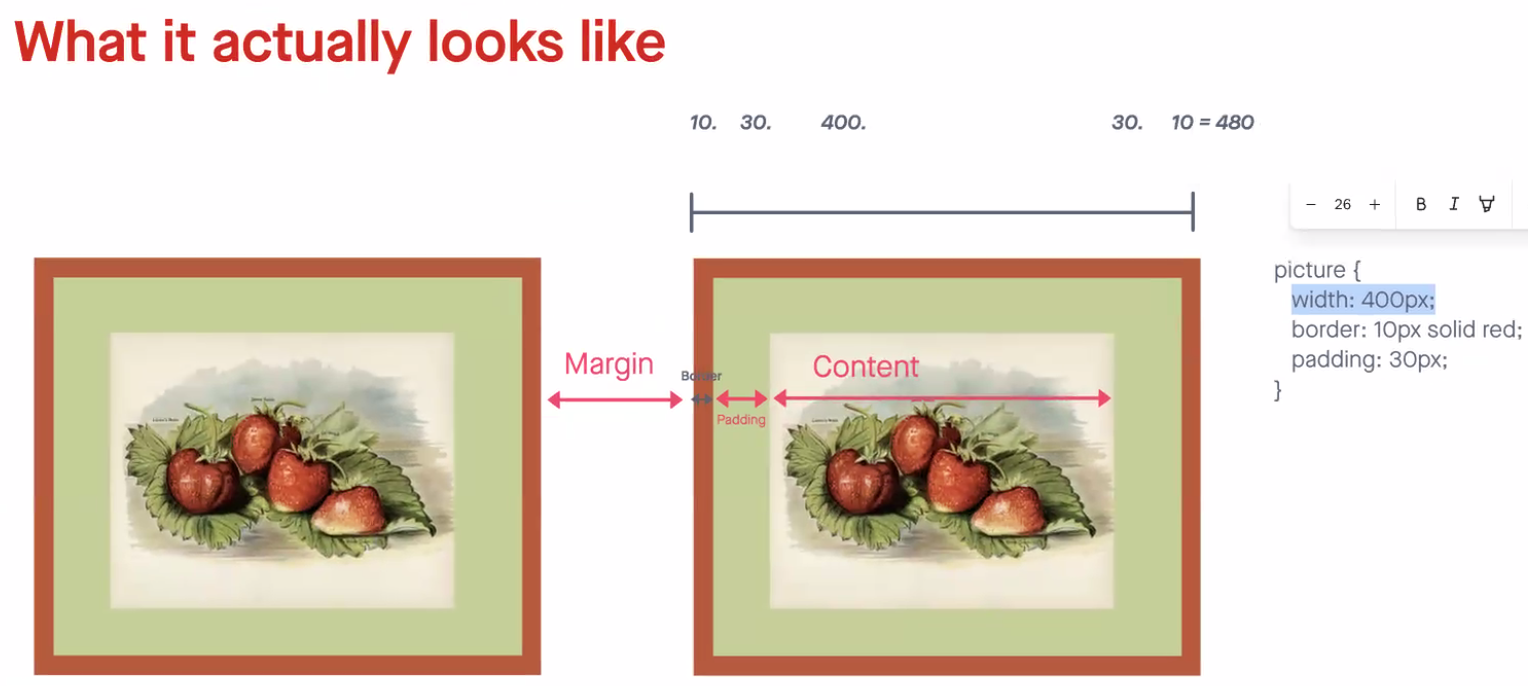 What it actually looks like
10. 30. 400. 30. 10 = 480
− 26 + B I
picture {
width: 400px;
border: 10px solid red;
padding: 30px;
}
Margin
Border
Padding
Content